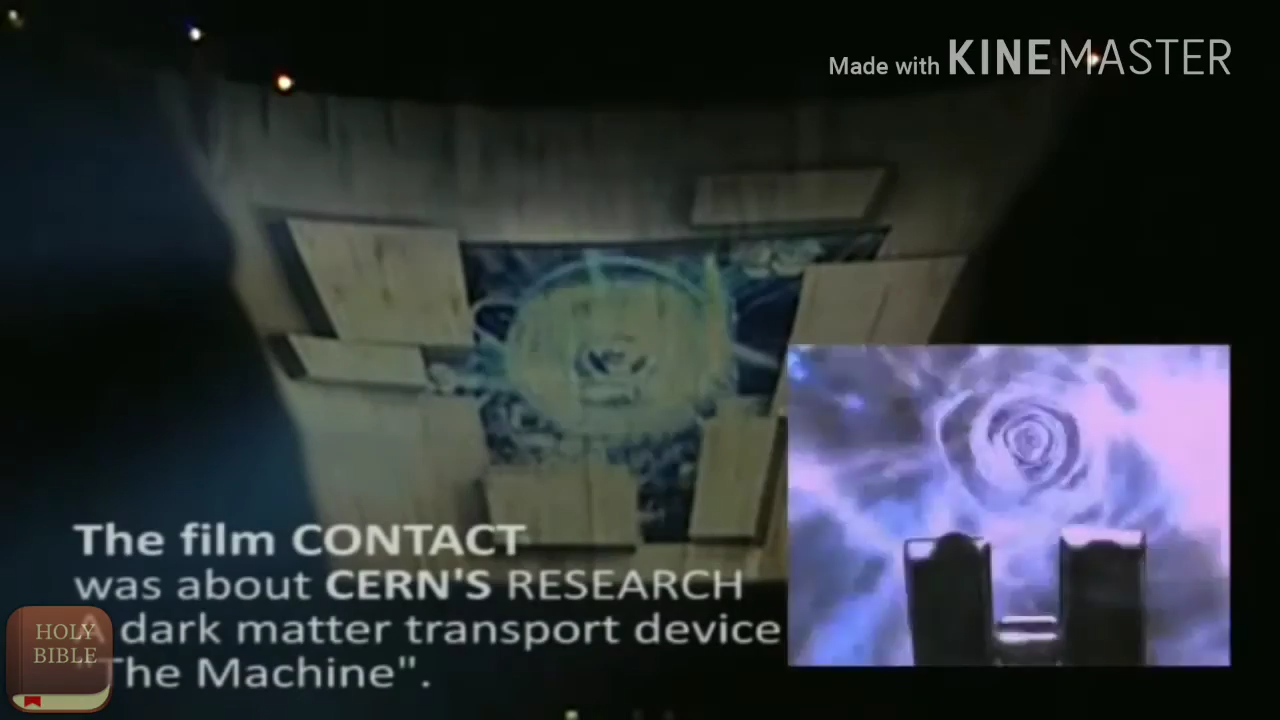 Made with KINEMASTER
The film CONTACT
was about CERN'S RESEARCH
A dark matter transport device
"The Machine".
HOLY
BIBLE